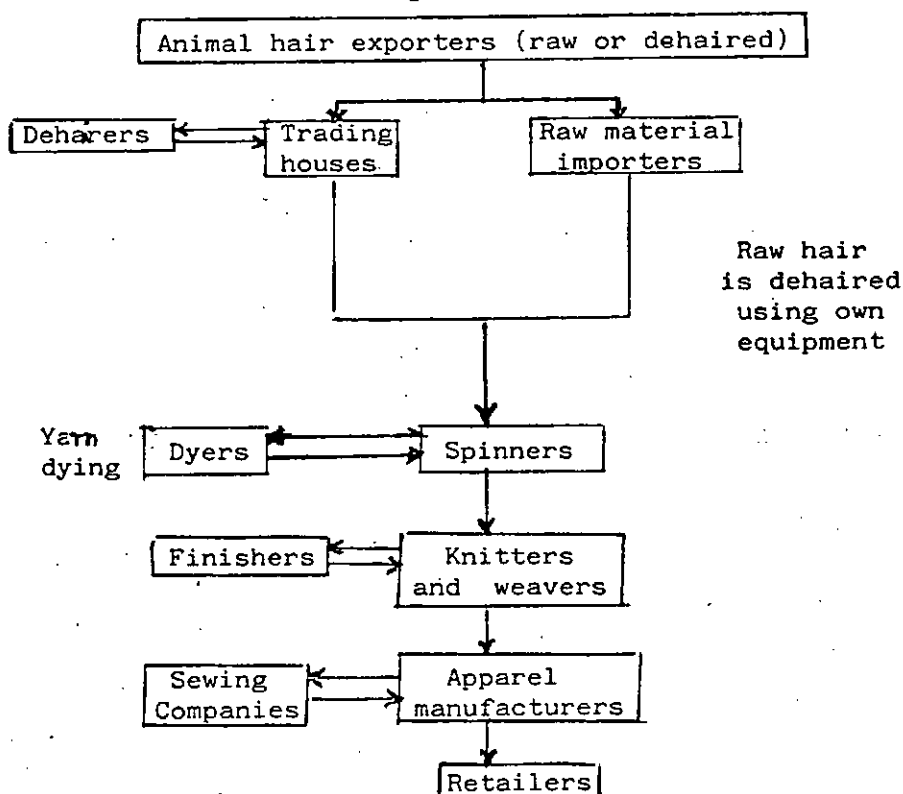 Animal hair exporters (raw or dehaired)
Deharers
Trading
houses
Raw material
importers
Raw hair
is dehaired
using own
equipment
Yarn
dying
Dyers
Spinners
Finishers
Knitters
and weavers
Sewing
Companies
Apparel
manufacturers
Retailers